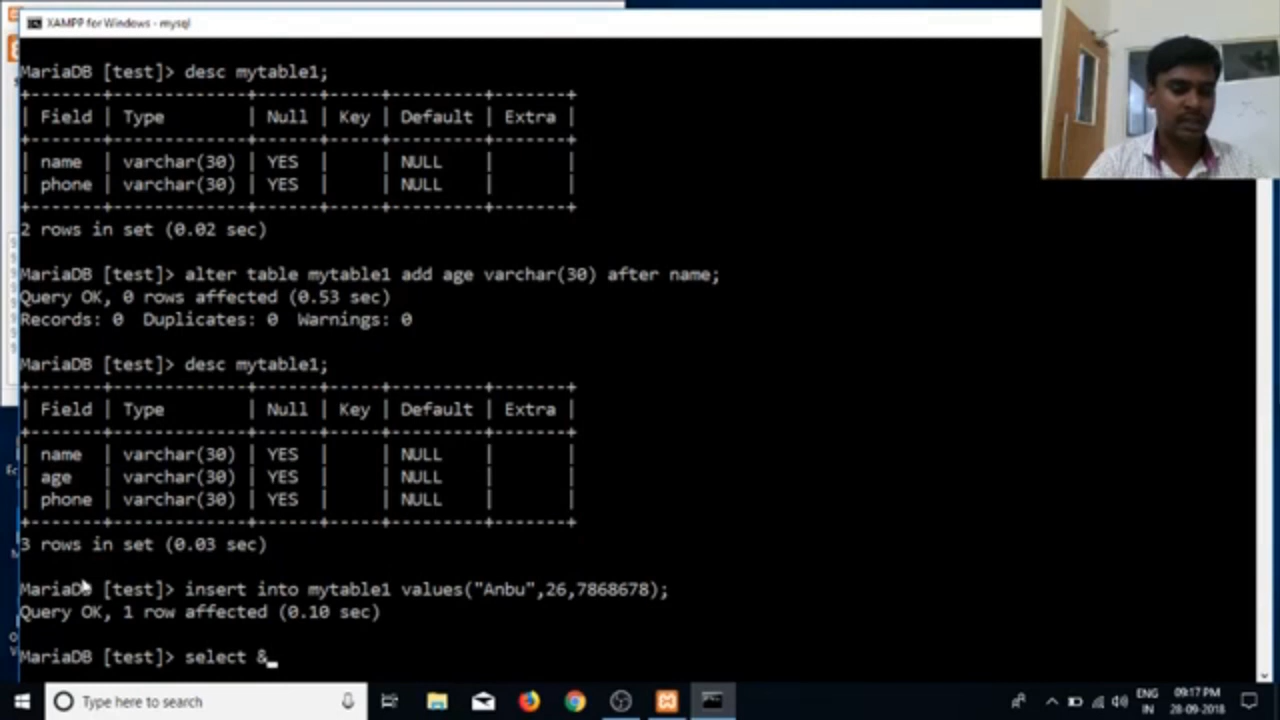 XAMPP for Windows - mysql
MariaDB [test]> desc mytable1;
+-------+-------------+------+-----+---------+-------+
| Field | Type        | Null | Key | Default | Extra |
+-------+-------------+------+-----+---------+-------+
| name  | varchar(30) | YES  |     | NULL    |       |
| phone | varchar(30) | YES  |     | NULL    |       |
+-------+-------------+------+-----+---------+-------+
2 rows in set (0.02 sec)
MariaDB [test]> alter table mytable1 add age varchar(30) after name;
Query OK, 0 rows affected (0.53 sec)
Records: 0  Duplicates: 0  Warnings: 0
MariaDB [test]> desc mytable1;
+-------+-------------+------+-----+---------+-------+
| Field | Type        | Null | Key | Default | Extra |
+-------+-------------+------+-----+---------+-------+
| name  | varchar(30) | YES  |     | NULL    |       |
| age   | varchar(30) | YES  |     | NULL    |       |
| phone | varchar(30) | YES  |     | NULL    |       |
+-------+-------------+------+-----+---------+-------+
3 rows in set (0.03 sec)
MariaDB [test]> insert into mytable1 values("Anbu",26,7868678);
Query OK, 1 row affected (0.10 sec)
MariaDB [test]> select &_
Type here to search
ENG
IN
09:17 PM
28-09-2018